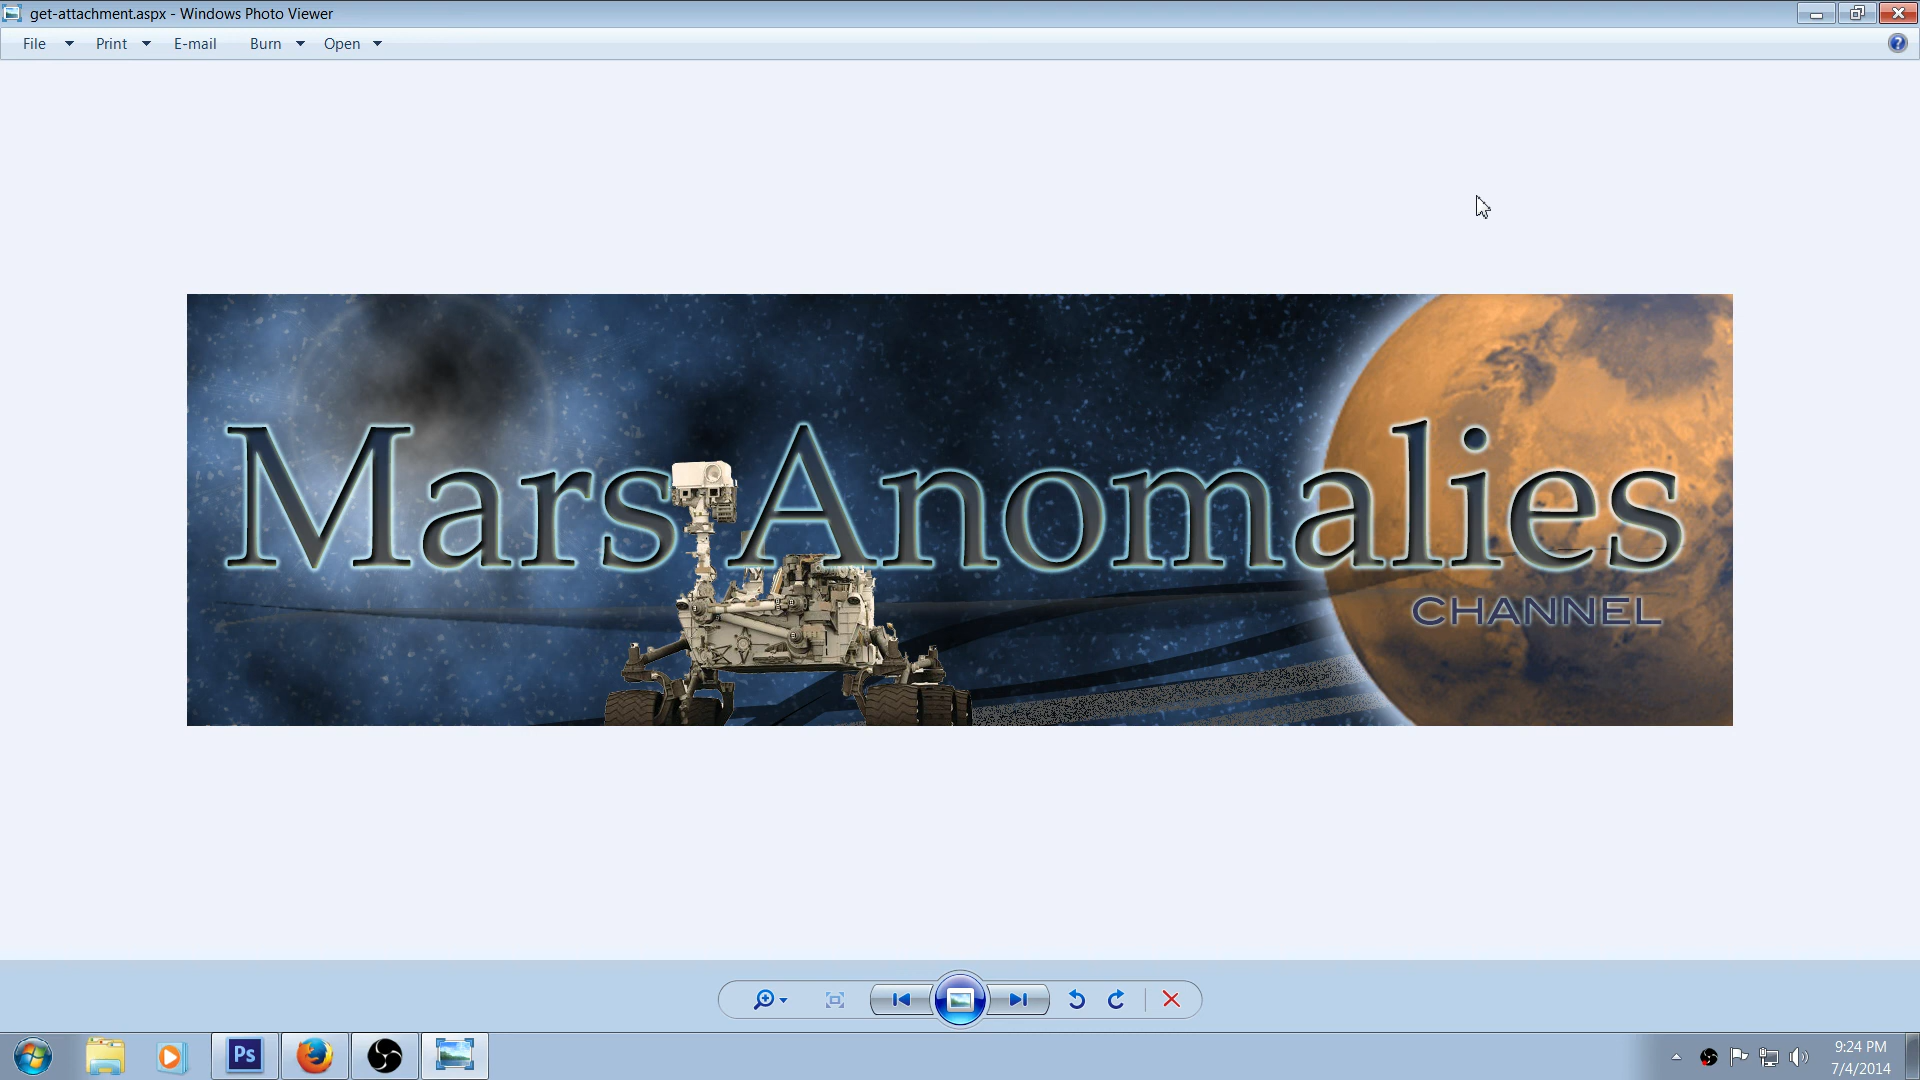 get-attachment.aspx - Windows Photo Viewer
File Print E-mail Burn Open
Mars Anomalies
CHANNEL
Ps
9:24 PM
7/4/2014